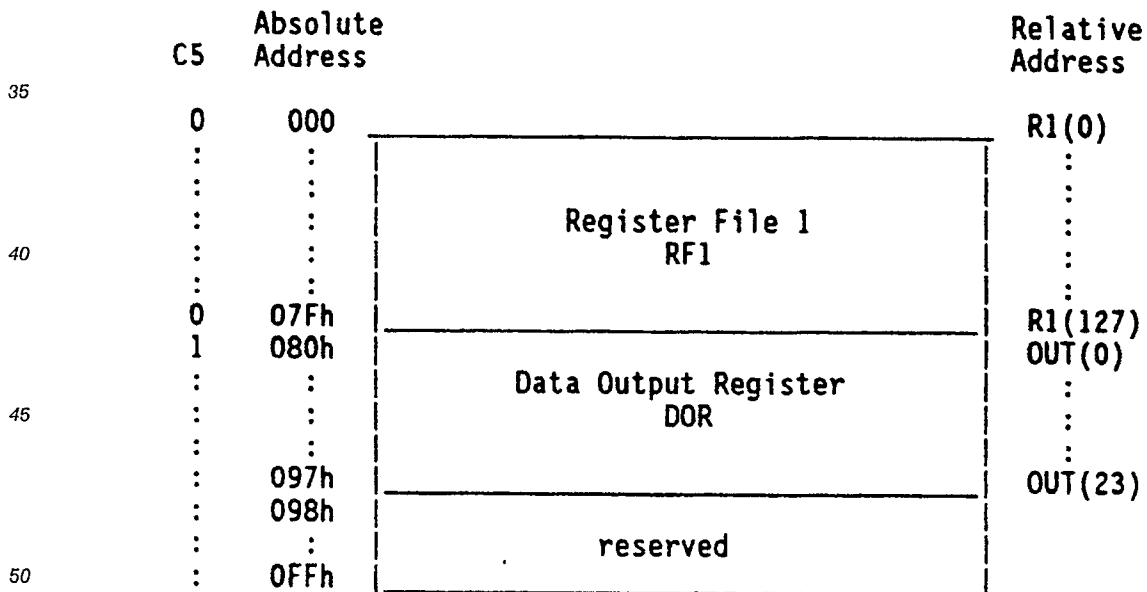 Absolute Relative
C5 Address Address
35
0 000 R1(0)
: : :
: : :
: : Register File 1 :
40 : : RF1 :
: : :
0 07Fh R1(127)
1 080h OUT(0)
: : Data Output Register :
45 : : DOR :
: : :
: 097h OUT(23)
: 098h
: : reserved
50 : 0FFh